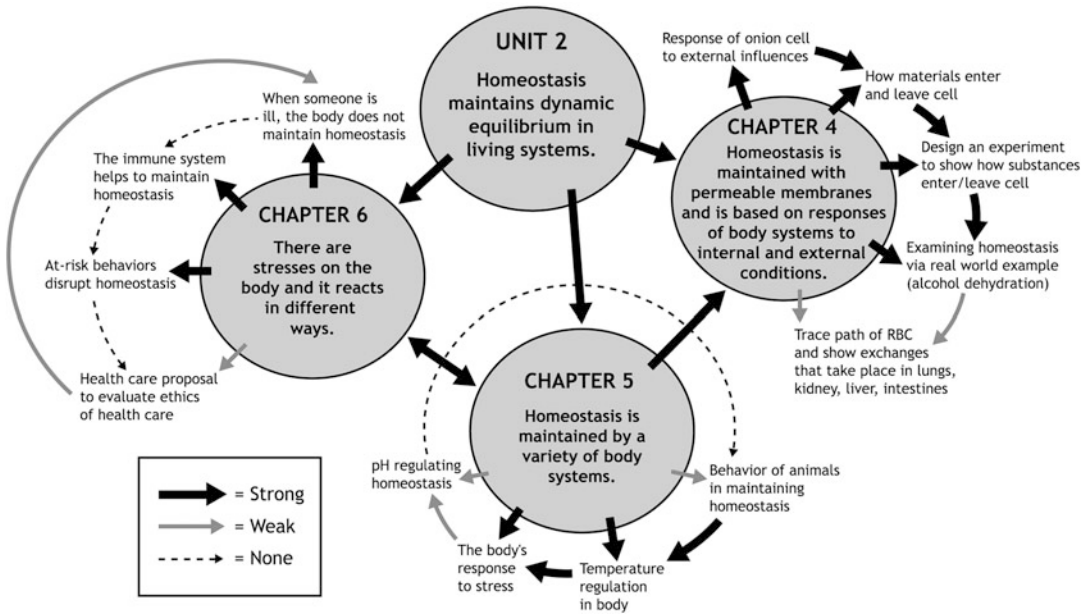 UNIT 2
Homeostasis
maintains dynamic
equilibrium in
living systems.
Response of onion cell
to external influences
How materials enter
and leave cell
Design an experiment
to show how substances
enter/leave cell
Examining homeostasis
via real world example
(alcohol dehydration)
Trace path of RBC
and show exchanges
that take place in lungs,
kidney, liver, intestines
CHAPTER 4
Homeostasis is
maintained with
permeable membranes
and is based on responses
of body systems to
internal and external
conditions.
When someone is
ill, the body does not
maintain homeostasis
The immune system
helps to maintain
homeostasis
At-risk behaviors
disrupt homeostasis
Health care proposal
to evaluate ethics
of health care
CHAPTER 6
There are
stresses on the
body and it reacts
in different
ways.
CHAPTER 5
Homeostasis is
maintained by a
variety of body
systems.
pH regulating
homeostasis
Behavior of animals
in maintaining
homeostasis
The body's
response
to stress
Temperature
regulation
in body
= Strong
= Weak
= None